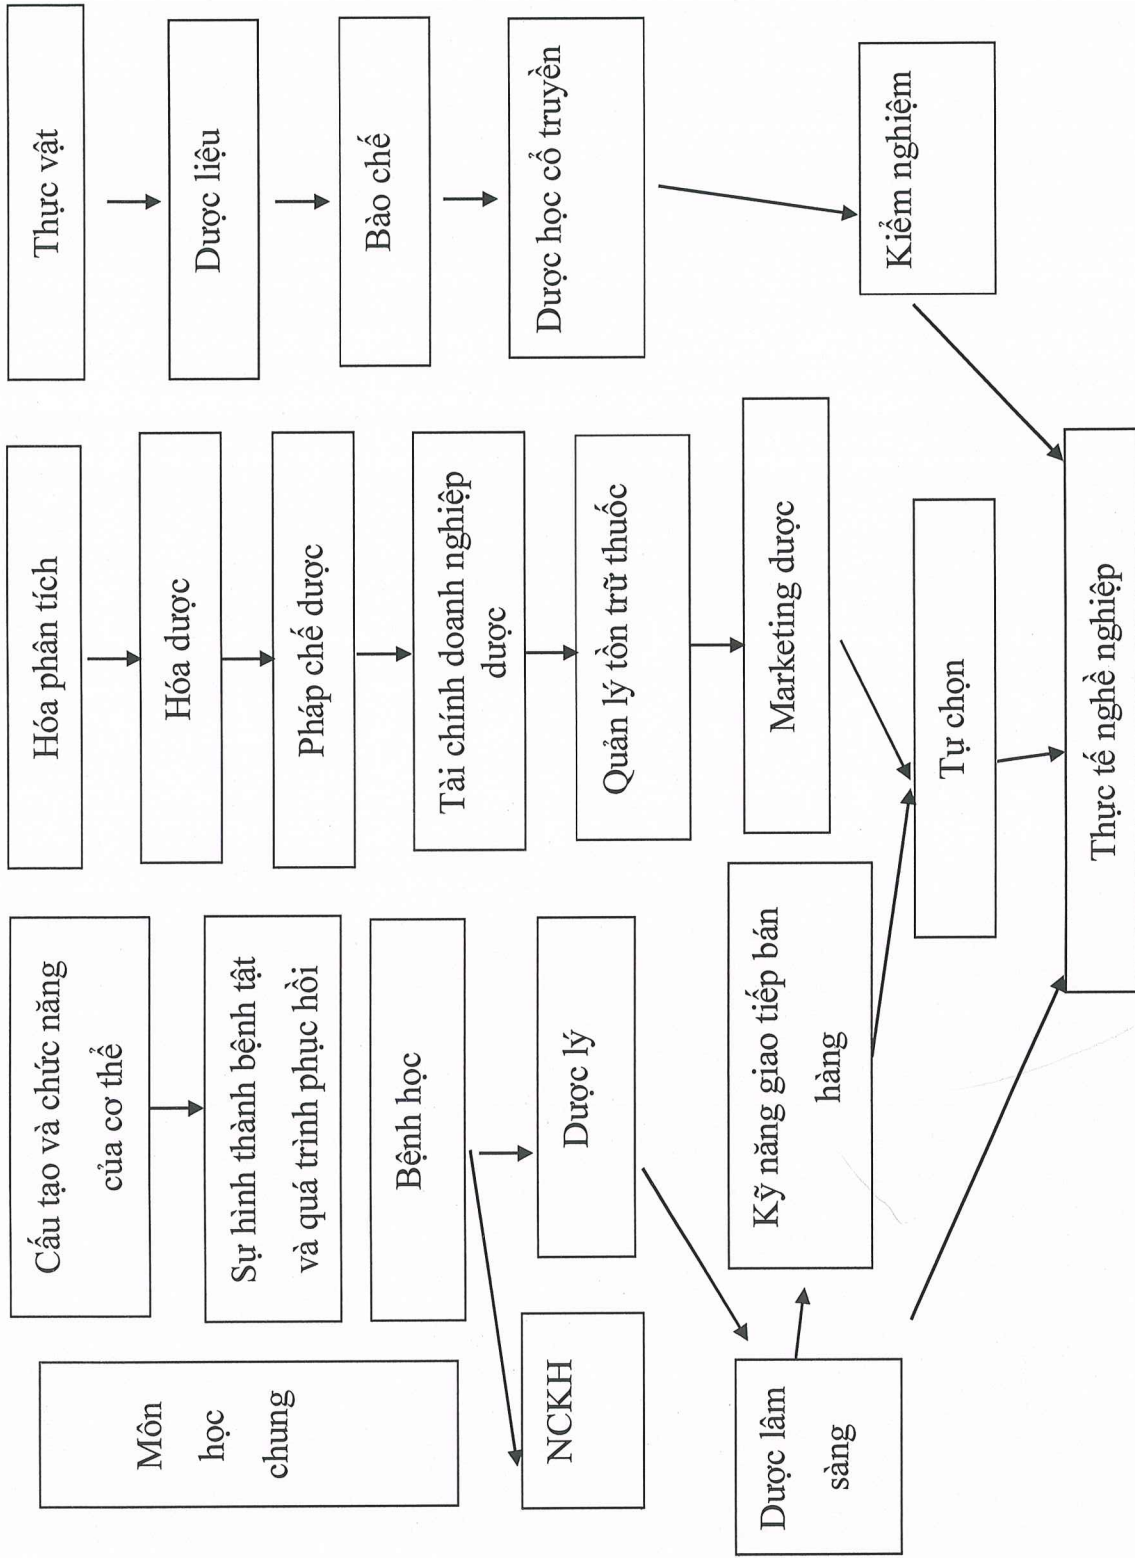 Môn
học
chung
NCKH
Dược lâm
sàng
Cấu tạo và chức năng
của cơ thể
Sự hình thành bệnh tật
và quá trình phục hồi
Bệnh học
Dược lý
Kỹ năng giao tiếp bán
hàng
Hóa phân tích
Hóa dược
Pháp chế dược
Tài chính doanh nghiệp
dược
Quản lý tồn trữ thuốc
Marketing dược
Tự chọn
Thực tế nghề nghiệp
Thực vật
Dược liệu
Bào chế
Dược học cổ truyền
Kiểm nghiệm